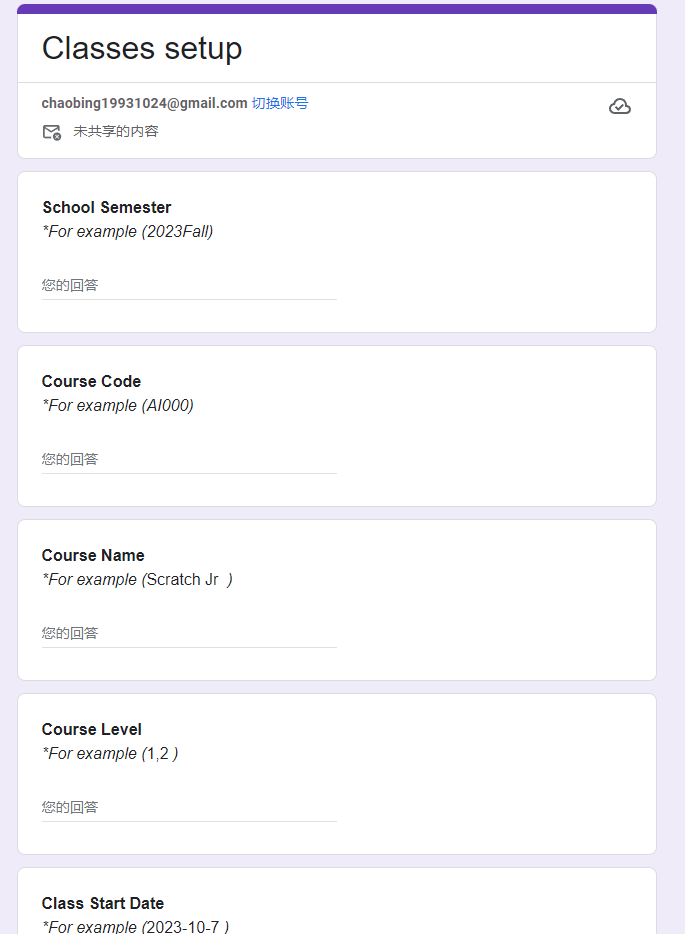 Classes setup
chaobing19931024@gmail.com 切换账号
未共享的内容
School Semester
*For example (2023Fall)
您的回答
Course Code
*For example (AI000)
您的回答
Course Name
*For example (Scratch Jr  )
您的回答
Course Level
*For example (1,2 )
您的回答
Class Start Date
*For example (2023-10-7 )